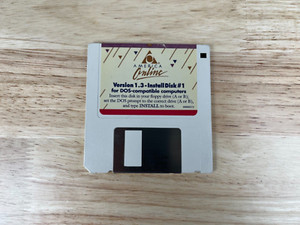 AMERICA
Online
Version 1.3 - Install Disk #1
for DOS-compatible computers
Insert this disk in your floppy drive (A or B),
set the DOS prompt to the correct drive (A or B),
and type INSTALL to boot.